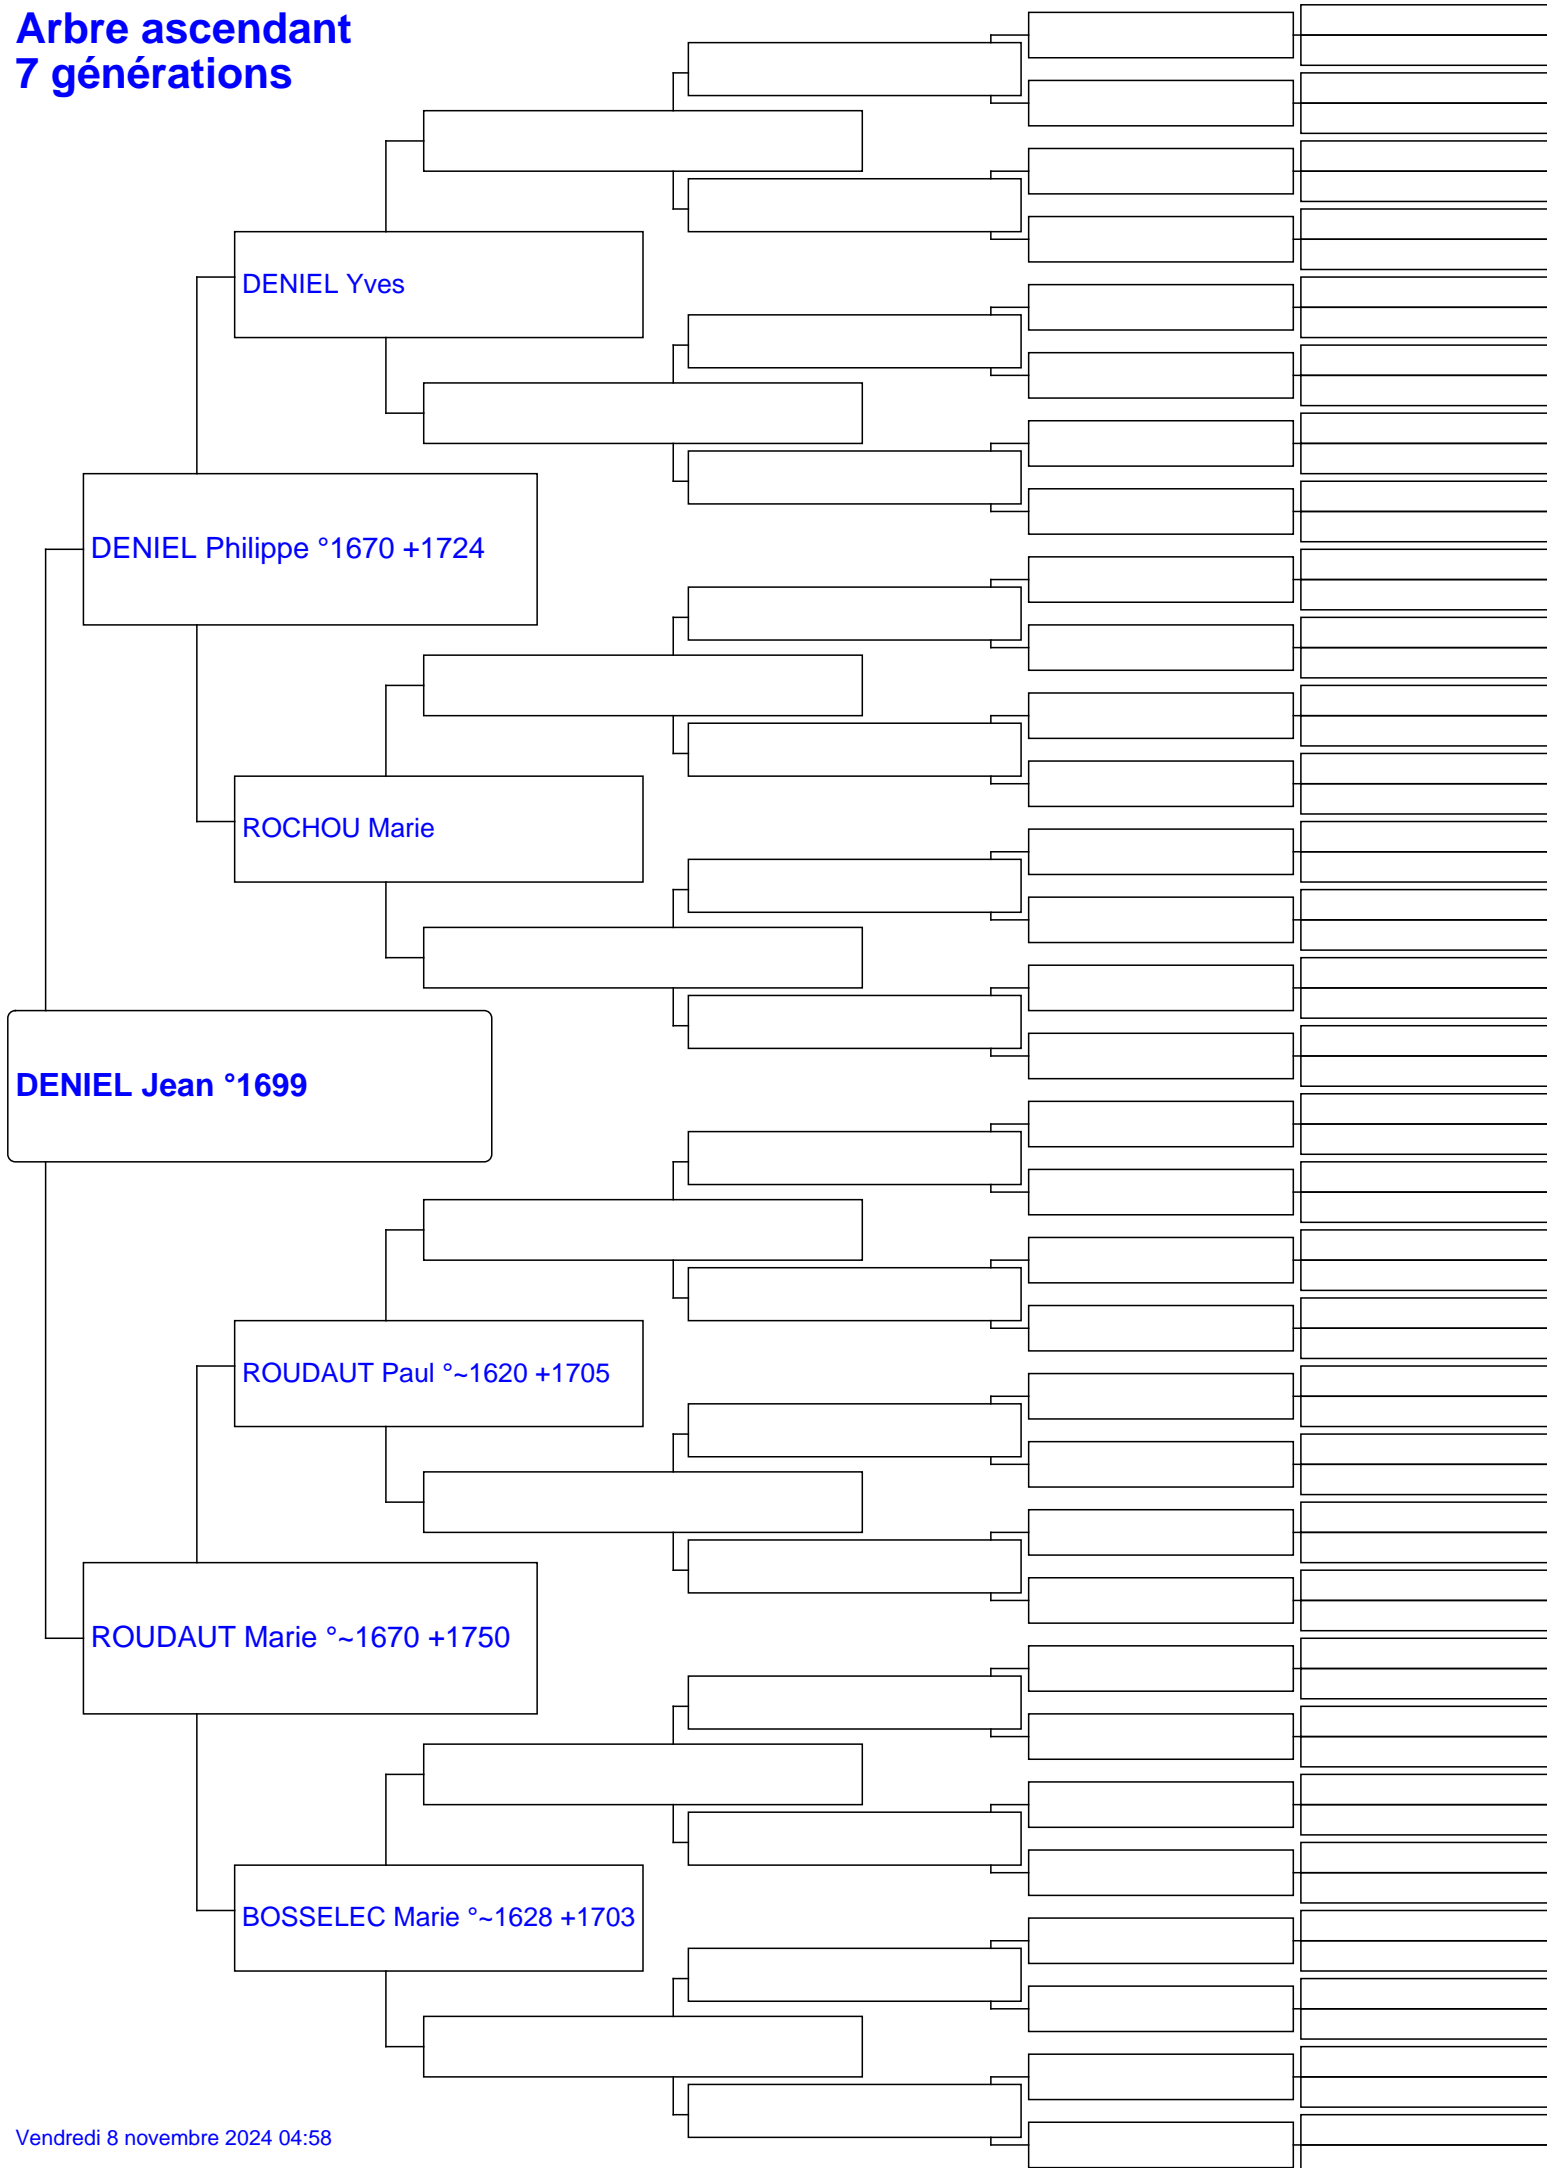 Arbre ascendant
7 générations
DENIEL Yves
DENIEL Philippe °1670 +1724
ROCHOU Marie
DENIEL Jean °1699
ROUDAUT Paul °~1620 +1705
ROUDAUT Marie °~1670 +1750
BOSSELEC Marie °~1628 +1703
Vendredi 8 novembre 2024 04:58